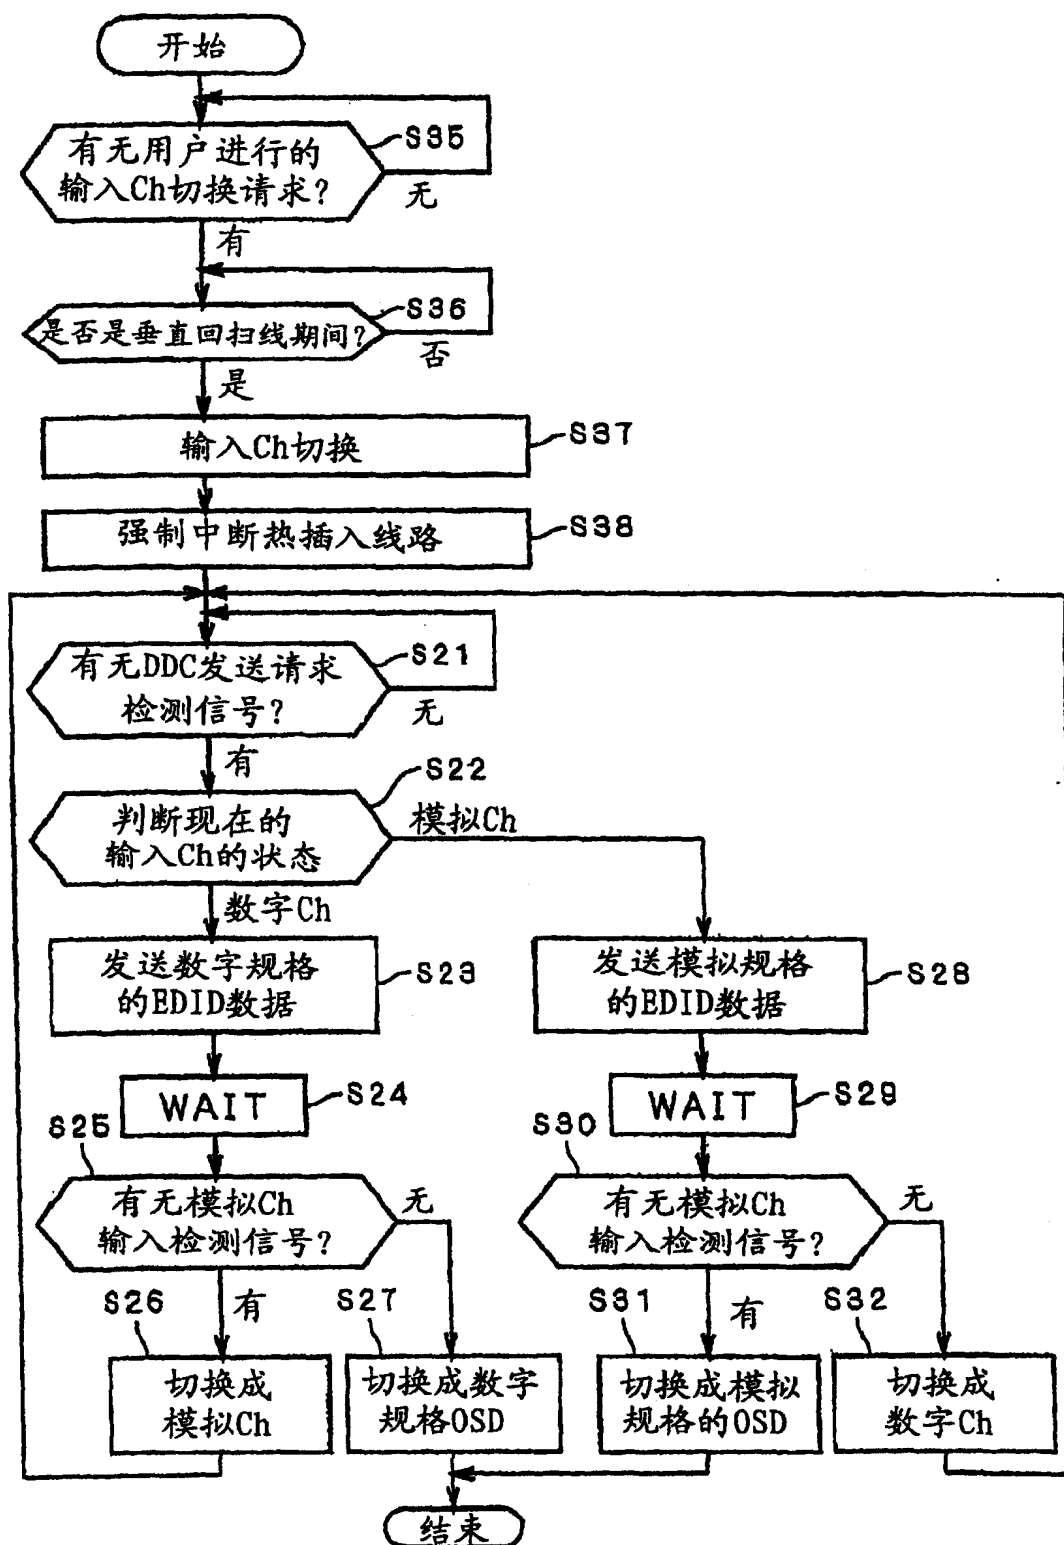 开始
有无用户进行的
输入Ch切换请求?
S35
无
有
是否是垂直回扫线期间?
S36
否
是
输入Ch切换
S37
强制中断热插入线路
S38
有无DDC发送请求
检测信号?
S21
无
有
判断现在的
输入Ch的状态
S22
模拟Ch
数字Ch
发送数字规格
的EDID数据
S23
发送模拟规格
的EDID数据
S28
WAIT
S24
WAIT
S29
S25
有无模拟Ch
输入检测信号?
无
S30
有无模拟Ch
输入检测信号?
无
S26
有
S27
S31
有
S32
切换成
模拟Ch
切换成数字
规格OSD
切换成模拟
规格的OSD
切换成
数字Ch
结束